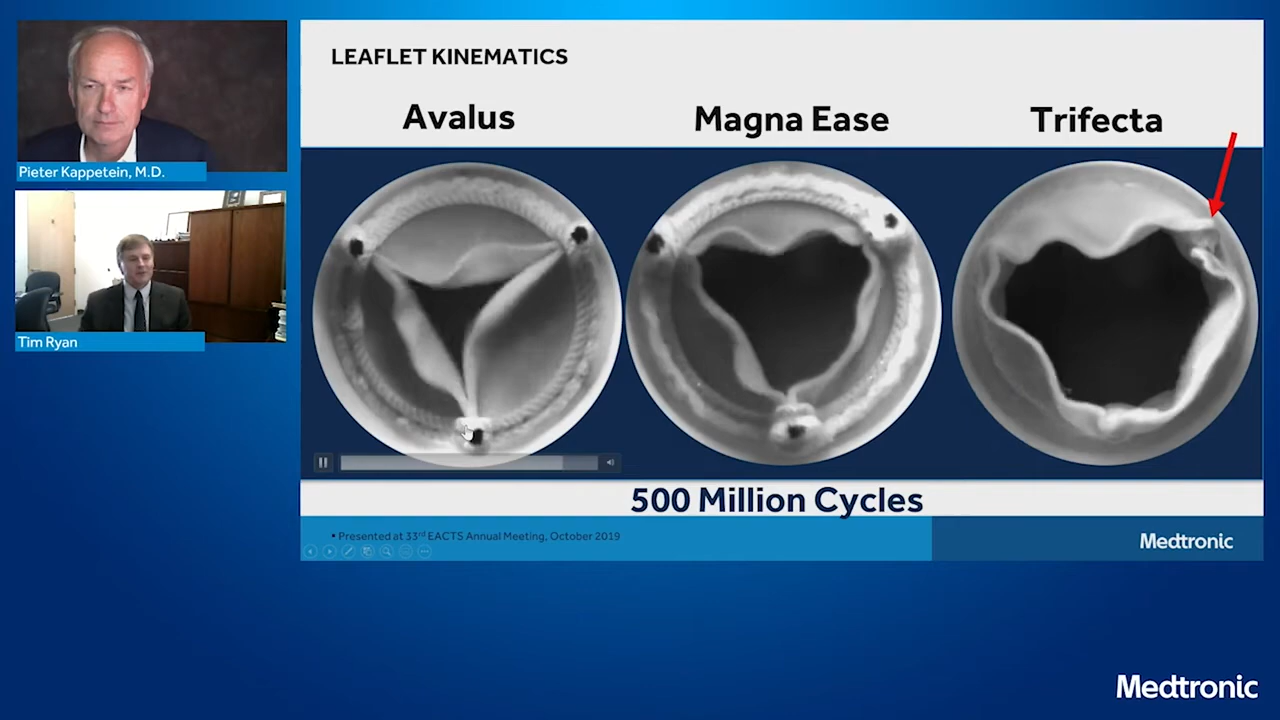 Pieter Kappetein, M.D.
Tim Ryan
LEAFLET KINEMATICS
Avalus
Magna Ease
Trifecta
500 Million Cycles
▪ Presented at 33rd EACTS Annual Meeting, October 2019
Medtronic
Medtronic